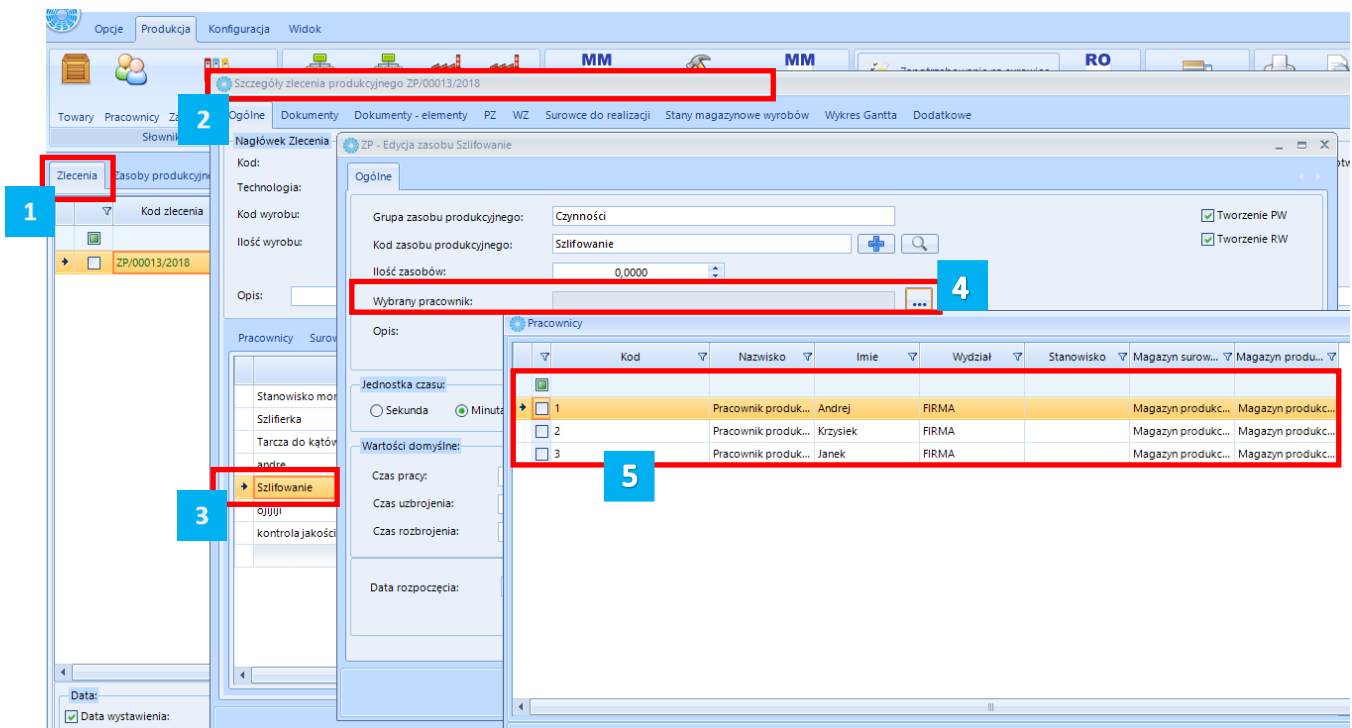 Opcje Produkcja Konfiguracja Widok
MM MM RO
Szczegóły zlecenia produkcyjnego ZP/00013/2018
2
Towary Pracownicy
Ogólne Dokumenty Dokumenty - elementy PZ WZ Surowce do realizacji Stany magazynowe wyrobów Wykres Gantta Dodatkowe
Nagłówek Zlecenia
ZP - Edycja zasobu Szlifowanie
Kod:
Zlecenia
Ogólne
Technologia:
1
Kod zlecenia
Kod wyrobu:
Grupa zasobu produkcyjnego: Czynności
Tworzenie PW
Ilość wyrobu:
Kod zasobu produkcyjnego: Szlifowanie
Tworzenie RW
ZP/00013/2018
Ilość zasobów: 0,0000
4
Opis:
Wybrany pracownik: ...
Opis:
Pracownicy
Pracownicy
Kod Nazwisko Imie Wydział Stanowisko Magazyn surow... Magazyn produ...
Jednostka czasu:
Stanowisko
Sekunda
1 Pracownik produk... Andrej FIRMA Magazyn produkc... Magazyn produkc...
Szlifierka
2 Pracownik produk... Krzysiek FIRMA Magazyn produkc... Magazyn produkc...
Tarcza do
Wartości domyślne:
3 Pracownik produk... Janek FIRMA Magazyn produkc... Magazyn produkc...
andre
Czas pracy:
5
Szlifowanie
3
Czas uzbrojenia:
kontrola jakości
Czas rozbrojenia:
Data rozpoczęcia:
Data:
Data wystawienia: